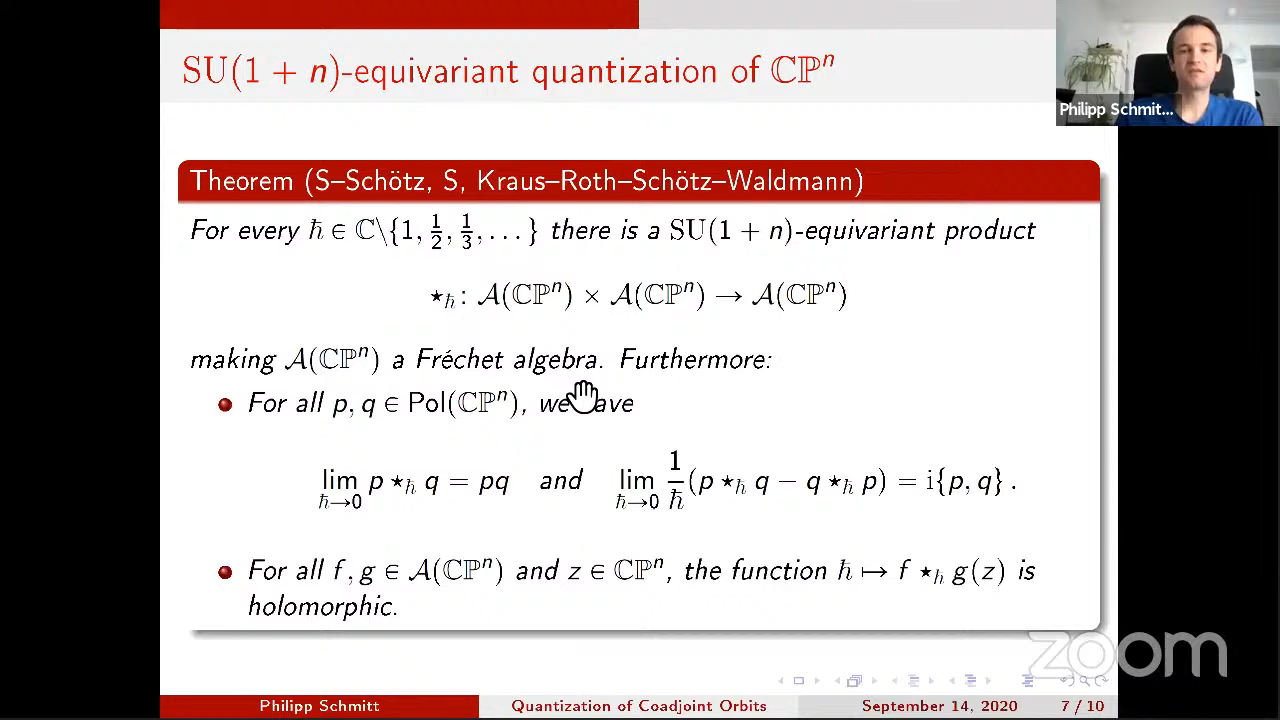 SU(1 + n)-equivariant quantization of ℂℙⁿ
Philipp Schmit...
Theorem (S–Schötz, S, Kraus–Roth–Schötz–Waldmann)
For every ħ ∈ ℂ\{1, 1/2, 1/3, ...} there is a SU(1 + n)-equivariant product
⋆ħ : 𝒜(ℂℙⁿ) × 𝒜(ℂℙⁿ) → 𝒜(ℂℙⁿ)
making 𝒜(ℂℙⁿ) a Fréchet algebra. Furthermore:
For all p, q ∈ Pol(ℂℙⁿ), we have
lim ħ→0 p ⋆ħ q = pq and lim ħ→0 1/ħ (p ⋆ħ q − q ⋆ħ p) = i{p, q} .
For all f, g ∈ 𝒜(ℂℙⁿ) and z ∈ ℂℙⁿ, the function ħ ↦ f ⋆ħ g(z) is
holomorphic.
zoom
Philipp Schmitt Quantization of Coadjoint Orbits September 14, 2020 7 / 10